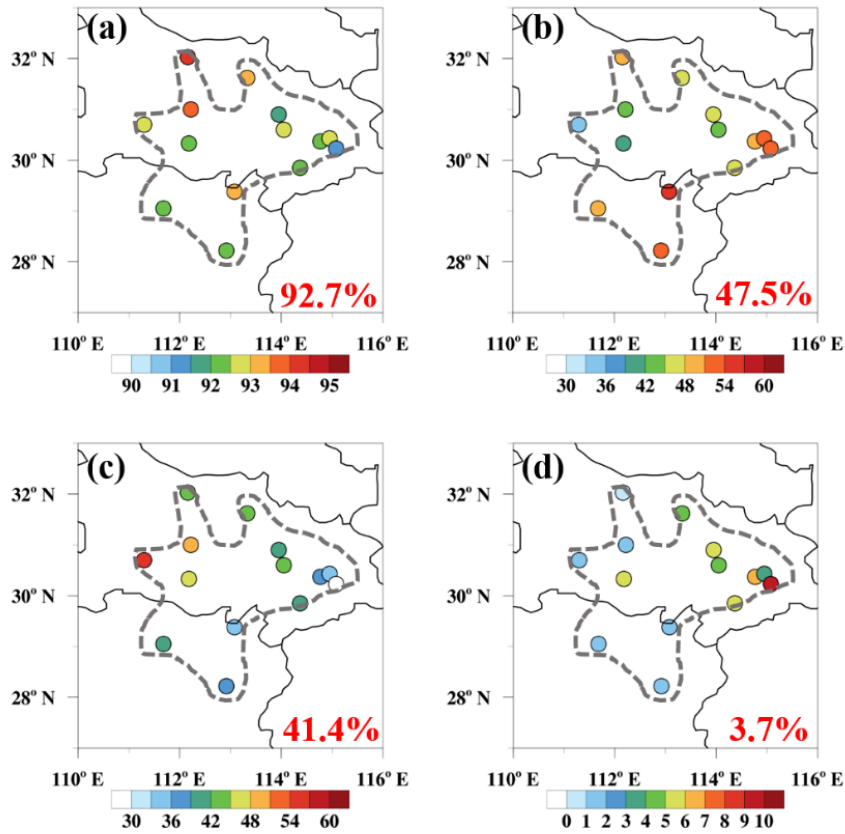 (a)
32° N
30° N
28° N
92.7%
110° E 112° E 114° E 116° E
90 91 92 93 94 95
(b)
32° N
30° N
28° N
47.5%
110° E 112° E 114° E 116° E
30 36 42 48 54 60
(c)
32° N
30° N
28° N
41.4%
110° E 112° E 114° E 116° E
30 36 42 48 54 60
(d)
32° N
30° N
28° N
3.7%
110° E 112° E 114° E 116° E
0 1 2 3 4 5 6 7 8 9 10